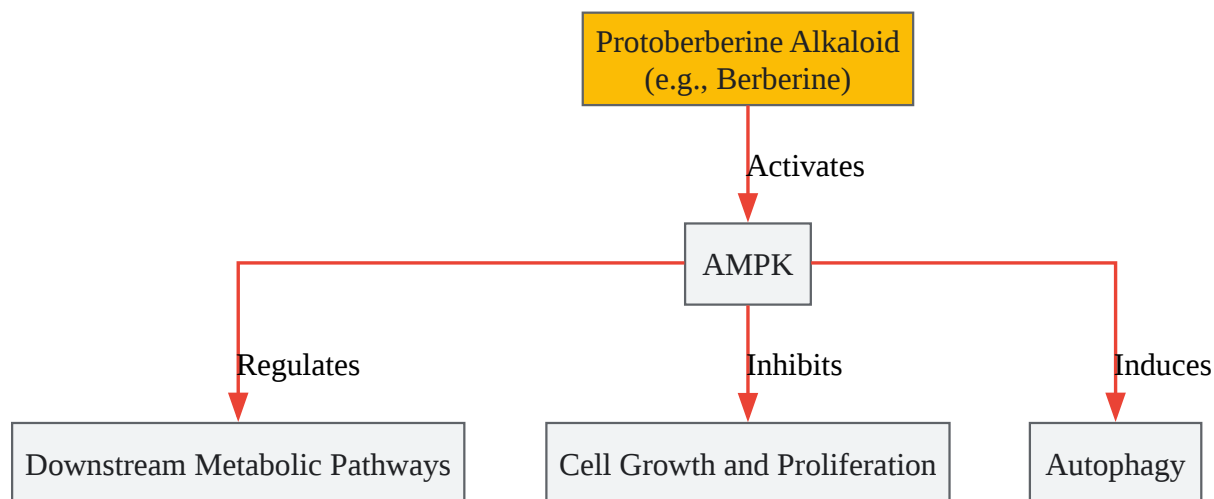 Protoberberine Alkaloid
(e.g., Berberine)
Activates
AMPK
Regulates
Inhibits
Induces
Downstream Metabolic Pathways
Cell Growth and Proliferation
Autophagy